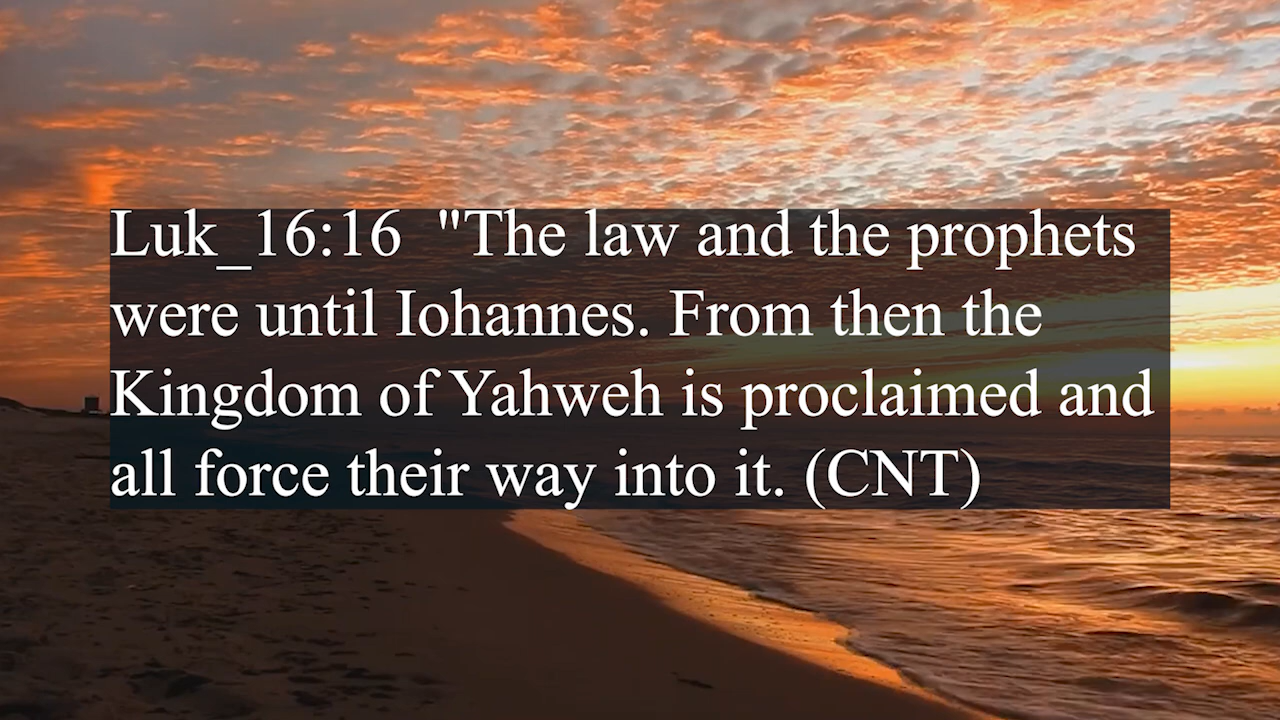 Luk_16:16  "The law and the prophets
were until Iohannes. From then the
Kingdom of Yahweh is proclaimed and
all force their way into it. (CNT)